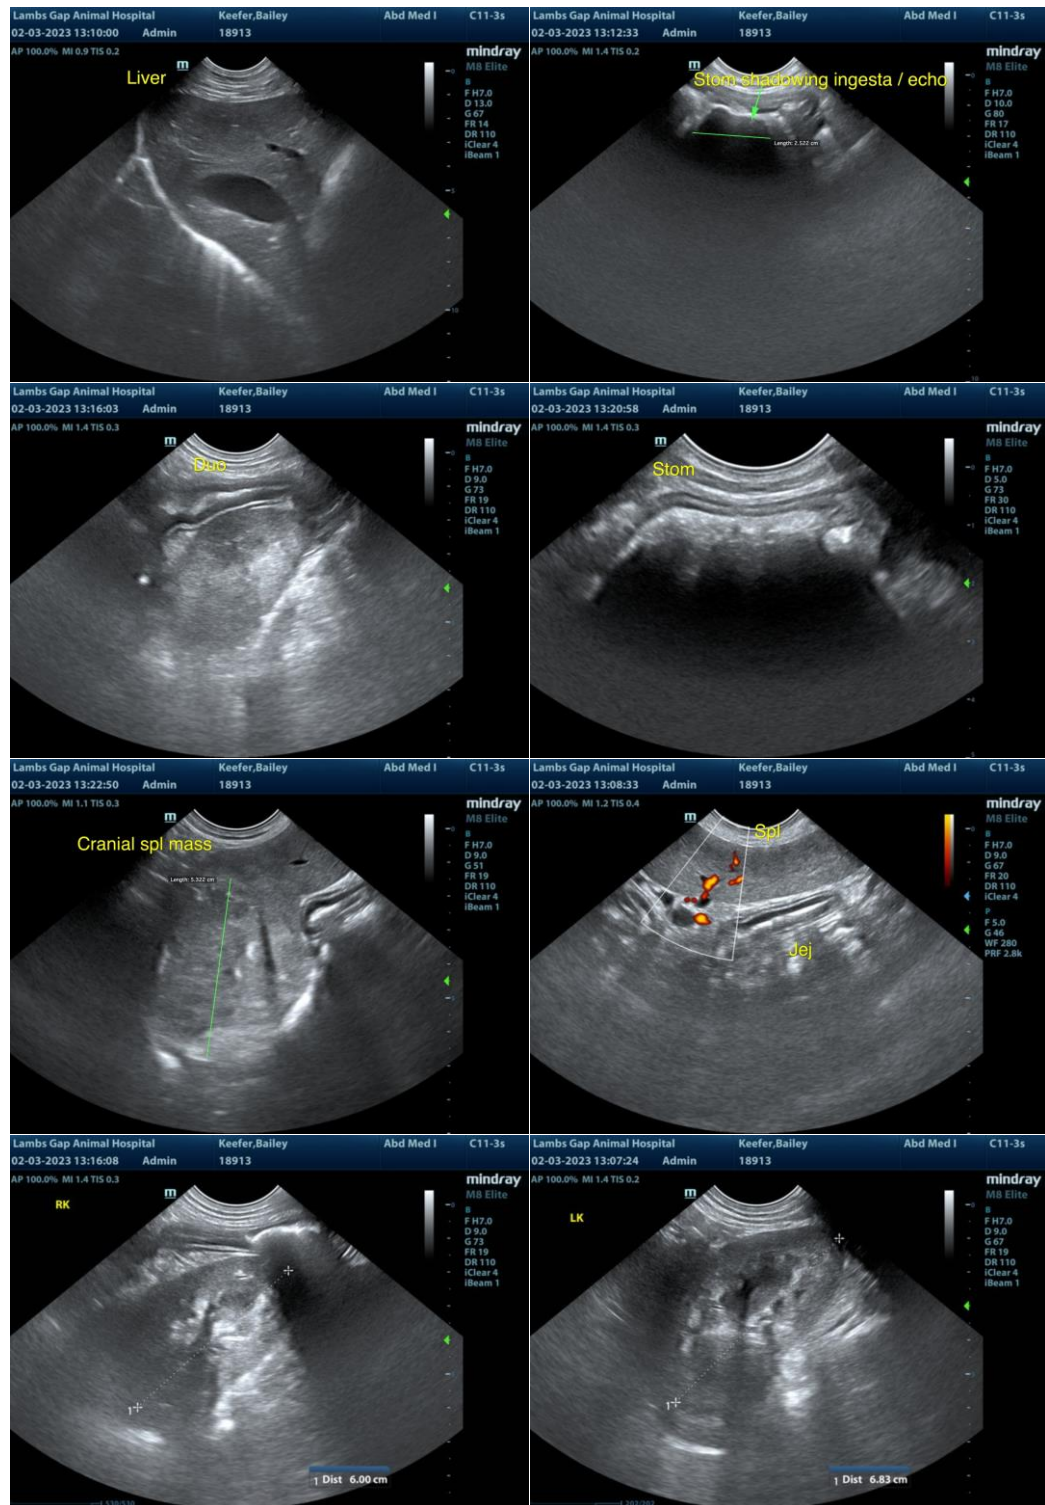 Lambs Gap Animal Hospital Keefer,Bailey Abd Med I C11-3s
02-03-2023 13:10:00 Admin 18913
AP 100.0% MI 0.9 TIS 0.2
mindray
M8 Elite
m
Liver
B
F H7.0
D 13.0
G 67
FR 14
DR 110
iClear 4
iBeam 1
0
5
10
Lambs Gap Animal Hospital Keefer,Bailey Abd Med I C11-3s
02-03-2023 13:12:33 Admin 18913
AP 100.0% MI 1.4 TIS 0.2
mindray
M8 Elite
m
Stom shadowing ingesta / echo
Length: 2.522 cm
B
F H7.0
D 10.0
G 80
FR 17
DR 110
iClear 4
iBeam 1
Lambs Gap Animal Hospital Keefer,Bailey Abd Med I C11-3s
02-03-2023 13:16:03 Admin 18913
AP 100.0% MI 1.4 TIS 0.3
mindray
M8 Elite
m
Duo
B
F H7.0
D 9.0
G 73
FR 19
DR 110
iClear 4
iBeam 1
Lambs Gap Animal Hospital Keefer,Bailey Abd Med I C11-3s
02-03-2023 13:20:58 Admin 18913
AP 100.0% MI 1.4 TIS 0.3
mindray
M8 Elite
m
Stom
B
F H7.0
D 5.0
G 73
FR 30
DR 110
iClear 4
iBeam 1
Lambs Gap Animal Hospital Keefer,Bailey Abd Med I C11-3s
02-03-2023 13:22:50 Admin 18913
AP 100.0% MI 1.1 TIS 0.3
mindray
M8 Elite
m
Cranial spl mass
Length: 5.322 cm
B
F H7.0
D 9.0
G 51
FR 19
DR 110
iClear 4
iBeam 1
Lambs Gap Animal Hospital Keefer,Bailey Abd Med I C11-3s
02-03-2023 13:08:33 Admin 18913
AP 100.0% MI 1.2 TIS 0.4
mindray
M8 Elite
m
Spl
Jej
B
F H7.0
D 9.0
G 67
FR 20
DR 110
iClear 4
iBeam 1
P
F 5.0
G 46
WF 280
PRF 2.8k
Lambs Gap Animal Hospital Keefer,Bailey Abd Med I C11-3s
02-03-2023 13:16:08 Admin 18913
AP 100.0% MI 1.4 TIS 0.3
mindray
M8 Elite
m
RK
B
F H7.0
D 9.0
G 73
FR 19
DR 110
iClear 4
iBeam 1
1
1 Dist 6.00 cm
Lambs Gap Animal Hospital Keefer,Bailey Abd Med I C11-3s
02-03-2023 13:07:24 Admin 18913
AP 100.0% MI 1.4 TIS 0.2
mindray
M8 Elite
m
LK
B
F H7.0
D 9.0
G 67
FR 19
DR 110
iClear 4
iBeam 1
1
1 Dist 6.83 cm